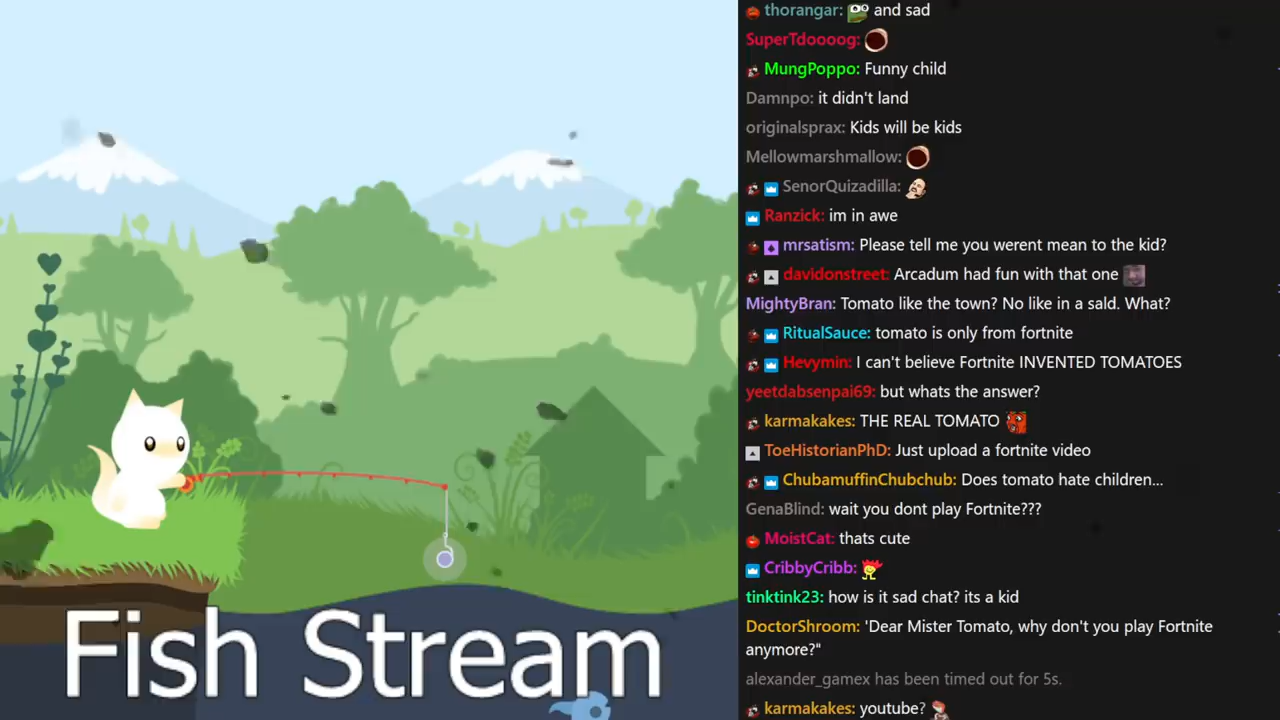 thorangar: and sad
SuperTdoooog:
MungPoppo: Funny child
Damnpo: it didn't land
originalsprax: Kids will be kids
Mellowmarshmallow:
SenorQuizadilla:
Ranzick: im in awe
mrsatism: Please tell me you werent mean to the kid?
davidonstreet: Arcadum had fun with that one
MightyBran: Tomato like the town? No like in a sald. What?
RitualSauce: tomato is only from fortnite
Hevymin: I can't believe Fortnite INVENTED TOMATOES
yeetdabsenpai69: but whats the answer?
karmakakes: THE REAL TOMATO
ToeHistorianPhD: Just upload a fortnite video
ChubamuffinChubchub: Does tomato hate children...
GenaBlind: wait you dont play Fortnite???
MoistCat: thats cute
CribbyCribb:
tinktink23: how is it sad chat? its a kid
DoctorShroom: 'Dear Mister Tomato, why don't you play Fortnite
anymore?"
alexander_gamex has been timed out for 5s.
karmakakes: youtube?
Fish Stream